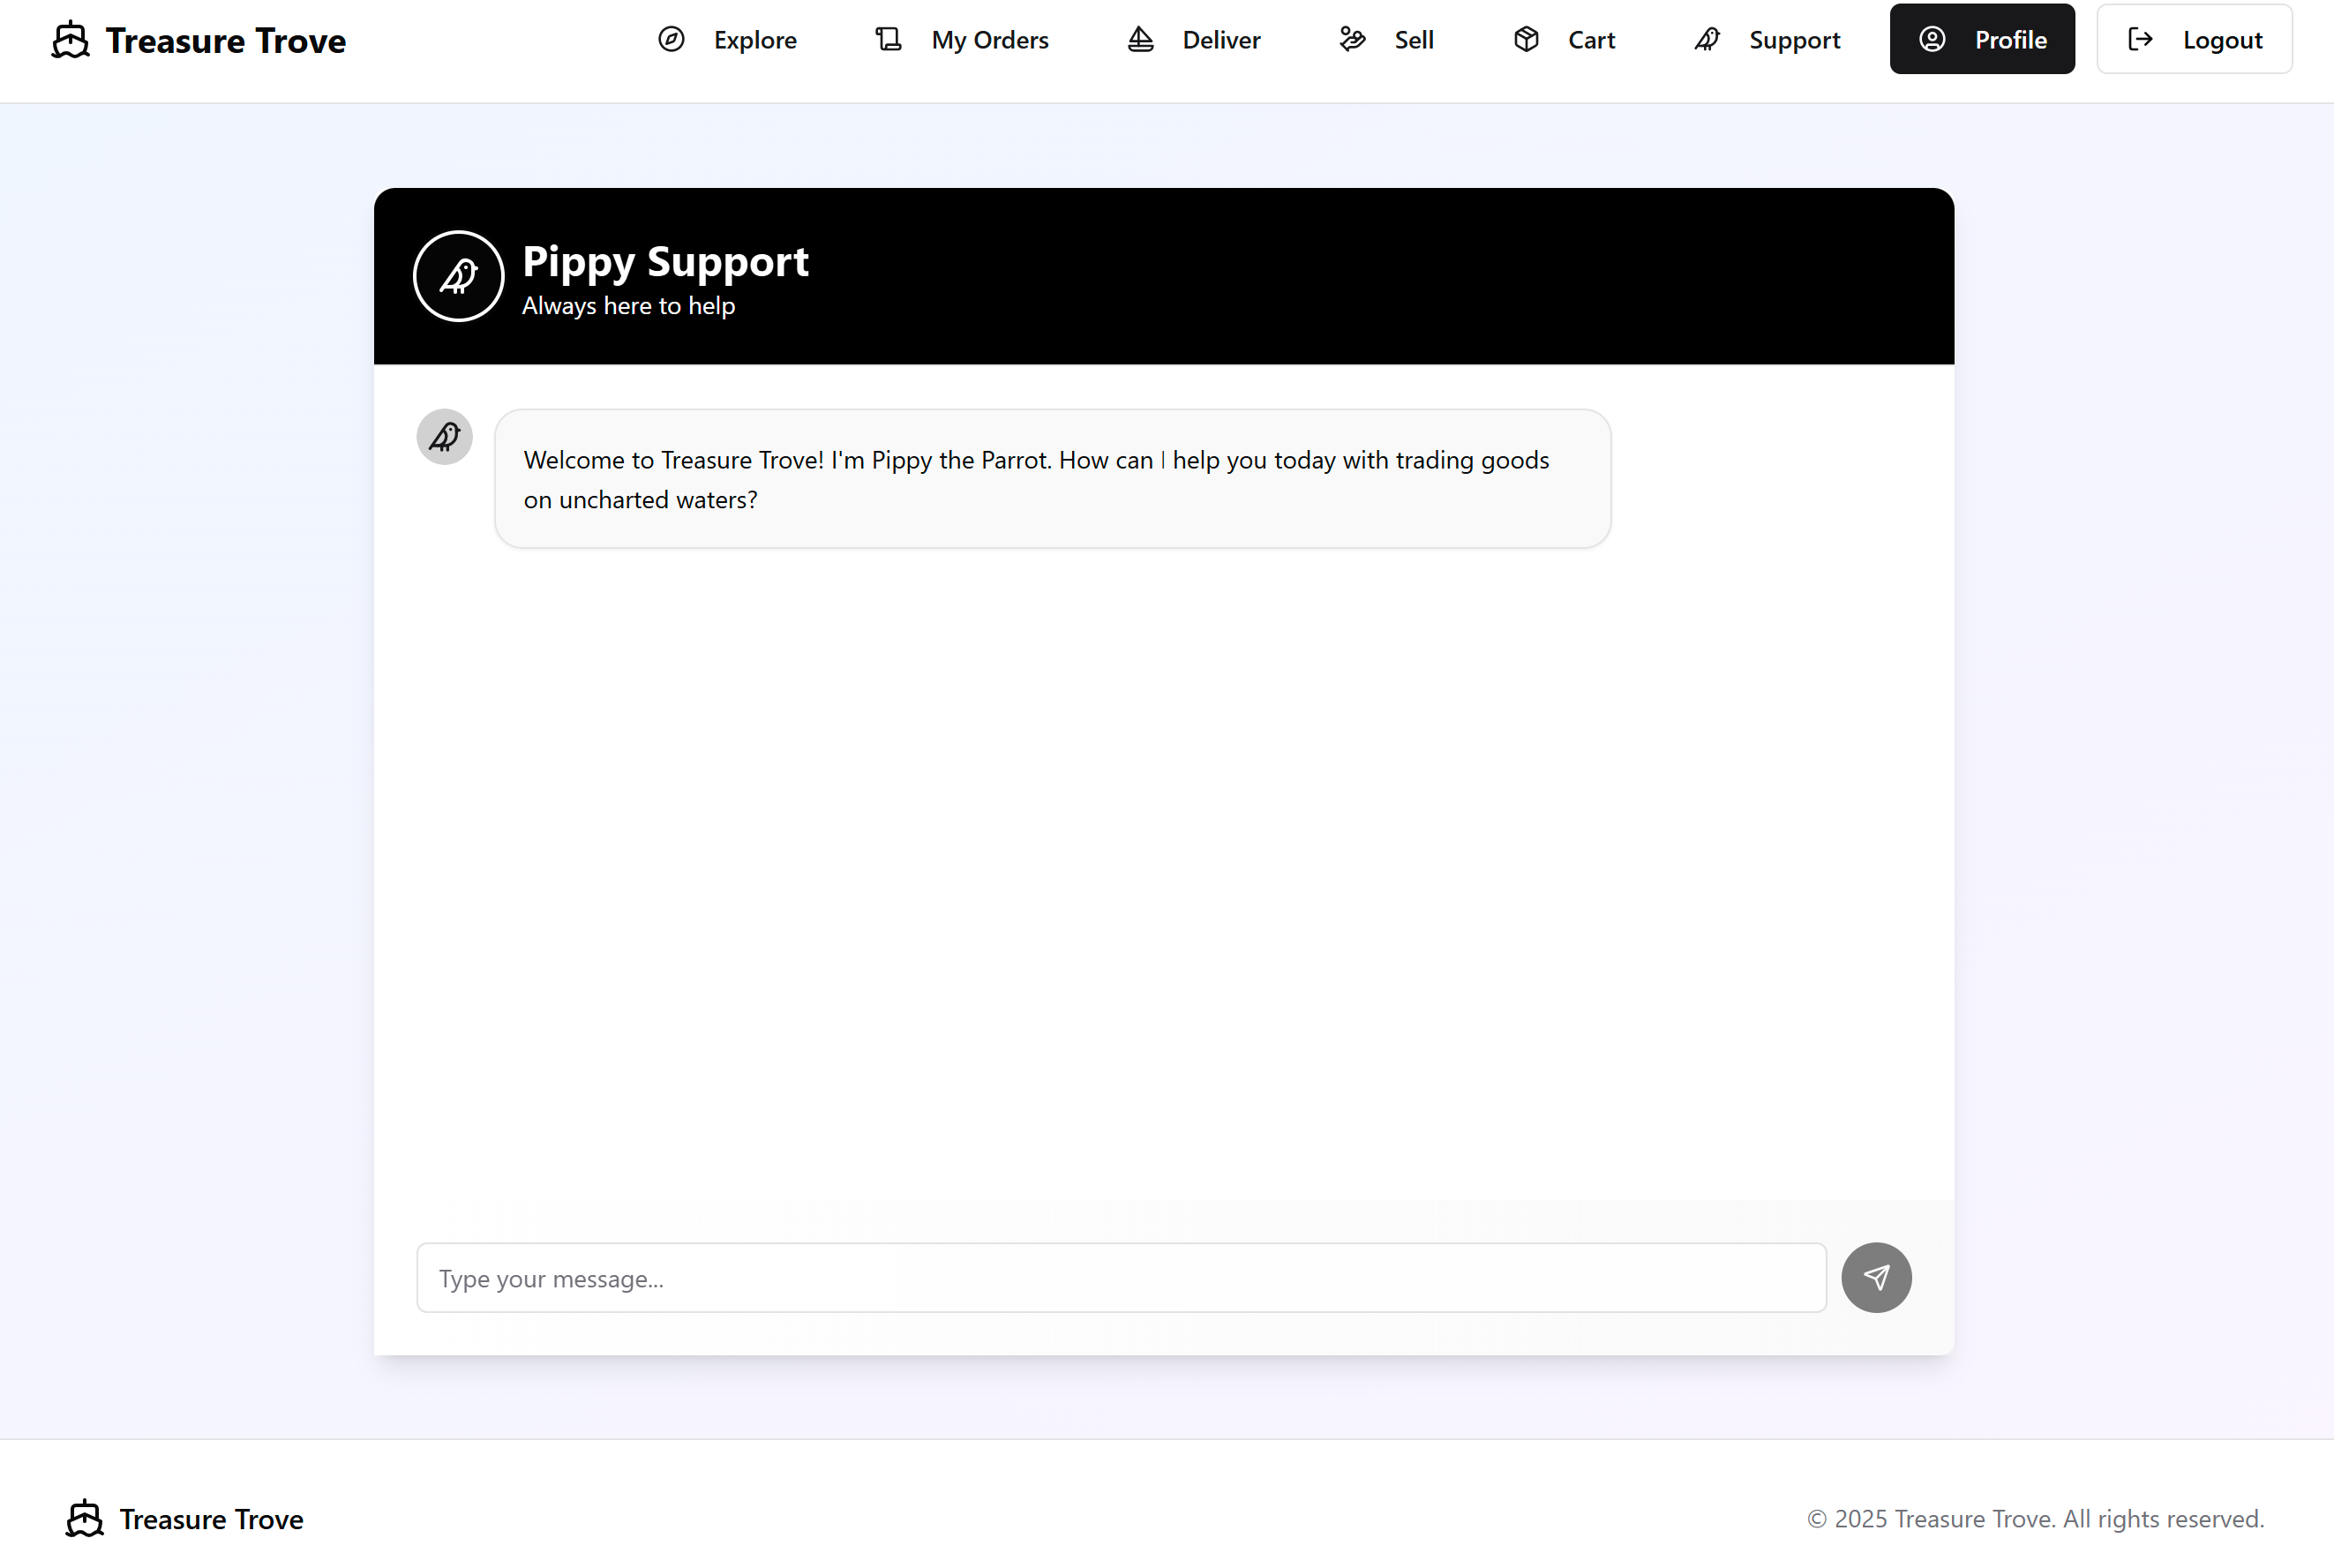 Treasure Trove
Explore
My Orders
Deliver
Sell
Cart
Support
Profile
Logout
Pippy Support
Always here to help
Welcome to Treasure Trove! I'm Pippy the Parrot. How can I help you today with trading goods
on uncharted waters?
Type your message...
Treasure Trove
© 2025 Treasure Trove. All rights reserved.